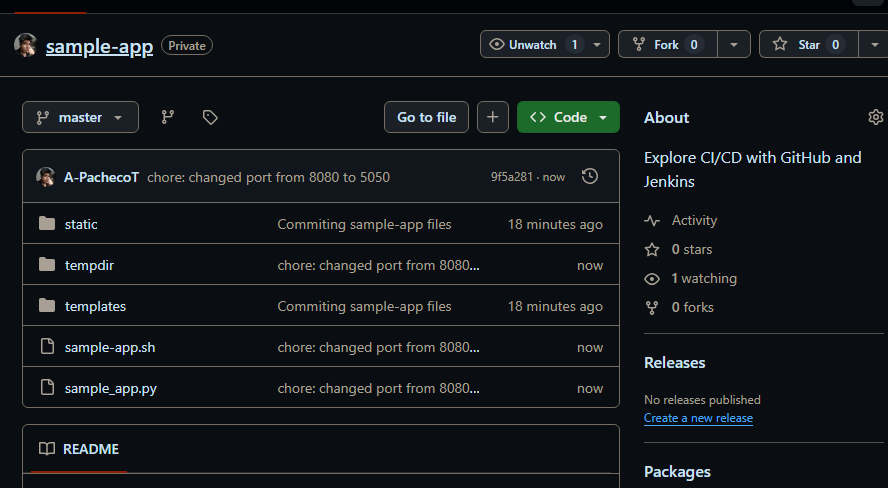 sample-app Private Unwatch 1 Fork 0 Star 0
master Go to file Code
A-PachecoT chore: changed port from 8080 to 5050 9f5a281 · now
static Commiting sample-app files 18 minutes ago
tempdir chore: changed port from 8080... now
templates Commiting sample-app files 18 minutes ago
sample-app.sh chore: changed port from 8080... now
sample_app.py chore: changed port from 8080... now
README
About
Explore CI/CD with GitHub and
Jenkins
Activity
0 stars
1 watching
0 forks
Releases
No releases published
Create a new release
Packages